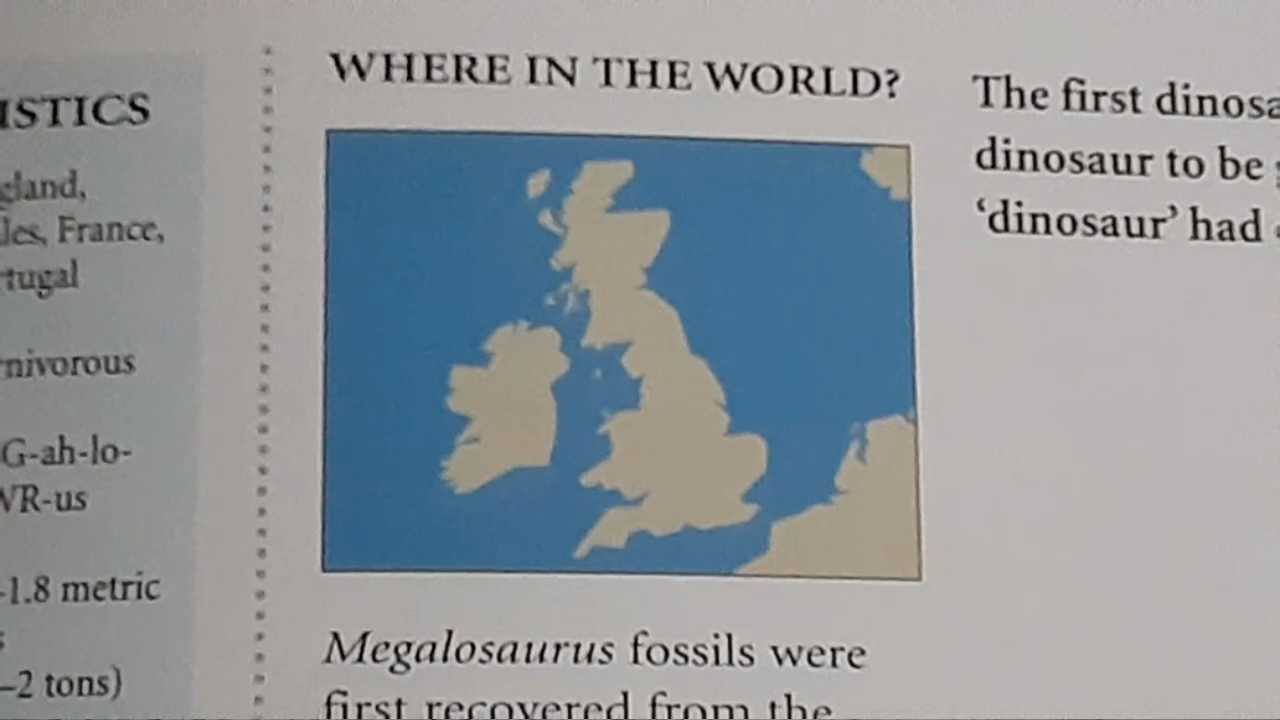 ISTICS
gland,
les, France,
rtugal
nivorous
G-ah-lo-
VR-us
-1.8 metric
s
–2 tons)
WHERE IN THE WORLD?
Megalosaurus fossils were
first recovered from the
The first dinosa
dinosaur to be
‘dinosaur’ had